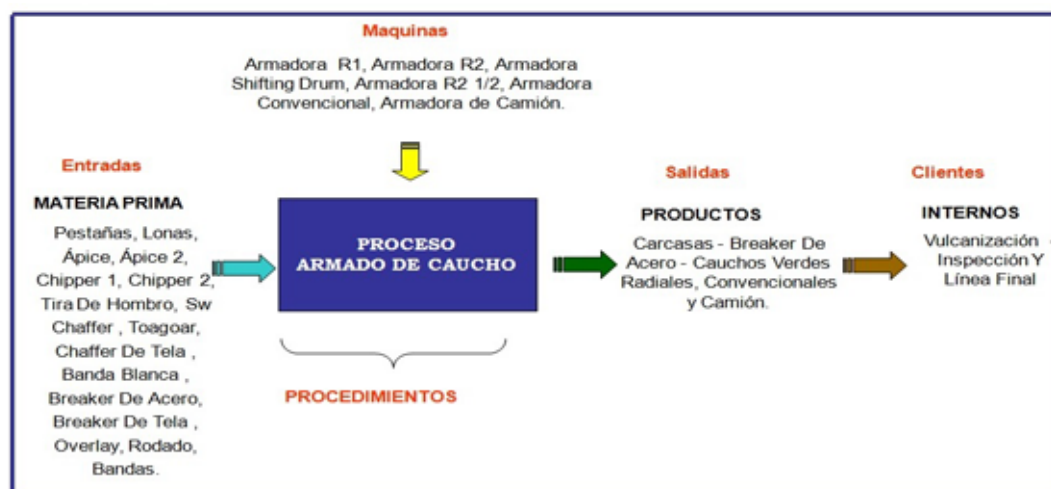 Maquinas
Armadora R1, Armadora R2, Armadora
Shifting Drum, Armadora R2 1/2, Armadora
Convencional, Armadora de Camión.
Entradas
MATERIA PRIMA
Pestañas, Lonas,
Ápice, Ápice 2,
Chipper 1, Chipper 2,
Tira De Hombro, Sw
Chaffer , Toagoar,
Chaffer De Tela ,
Banda Blanca ,
Breaker De Acero,
Breaker De Tela ,
Overlay, Rodado,
Bandas.
PROCESO
ARMADO DE CAUCHO
PROCEDIMIENTOS
Salidas
PRODUCTOS
Carcasas - Breaker De
Acero - Cauchos Verdes
Radiales, Convencionales
y Camión.
Clientes
INTERNOS
Vulcanización -
Inspección Y
Línea Final